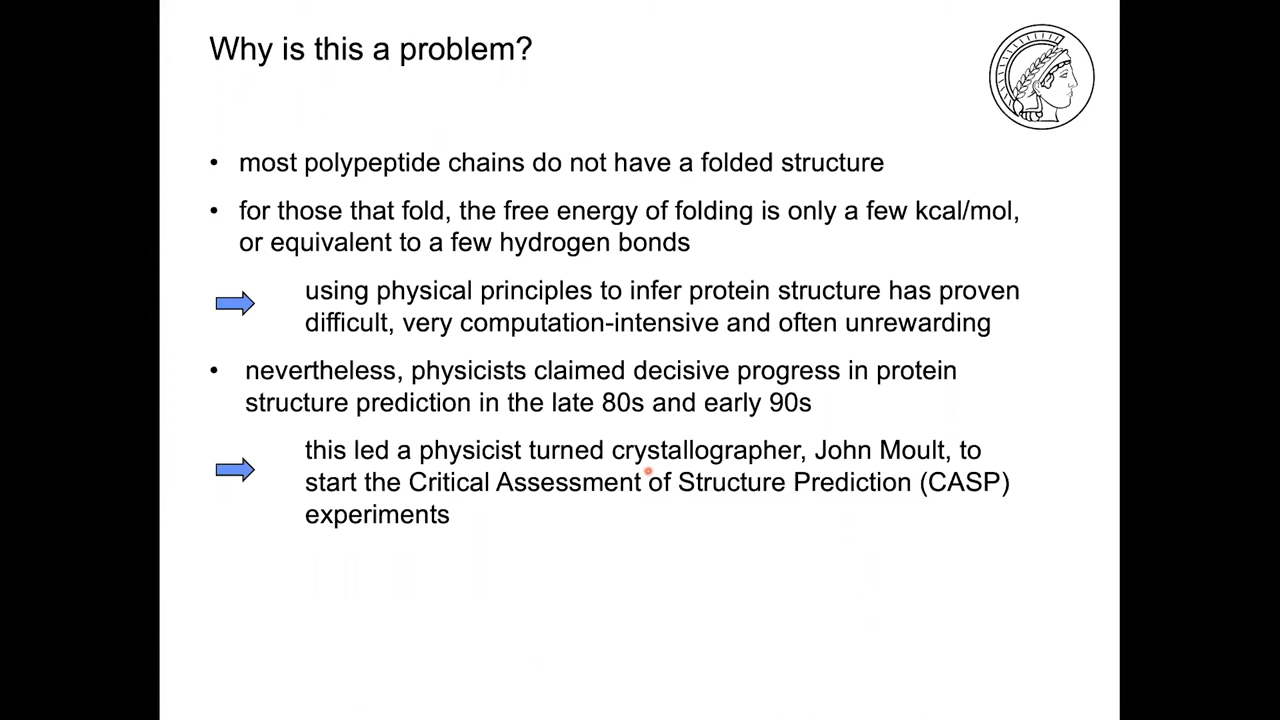 Why is this a problem?
• most polypeptide chains do not have a folded structure
• for those that fold, the free energy of folding is only a few kcal/mol,
or equivalent to a few hydrogen bonds
using physical principles to infer protein structure has proven
difficult, very computation-intensive and often unrewarding
• nevertheless, physicists claimed decisive progress in protein
structure prediction in the late 80s and early 90s
this led a physicist turned crystallographer, John Moult, to
start the Critical Assessment of Structure Prediction (CASP)
experiments